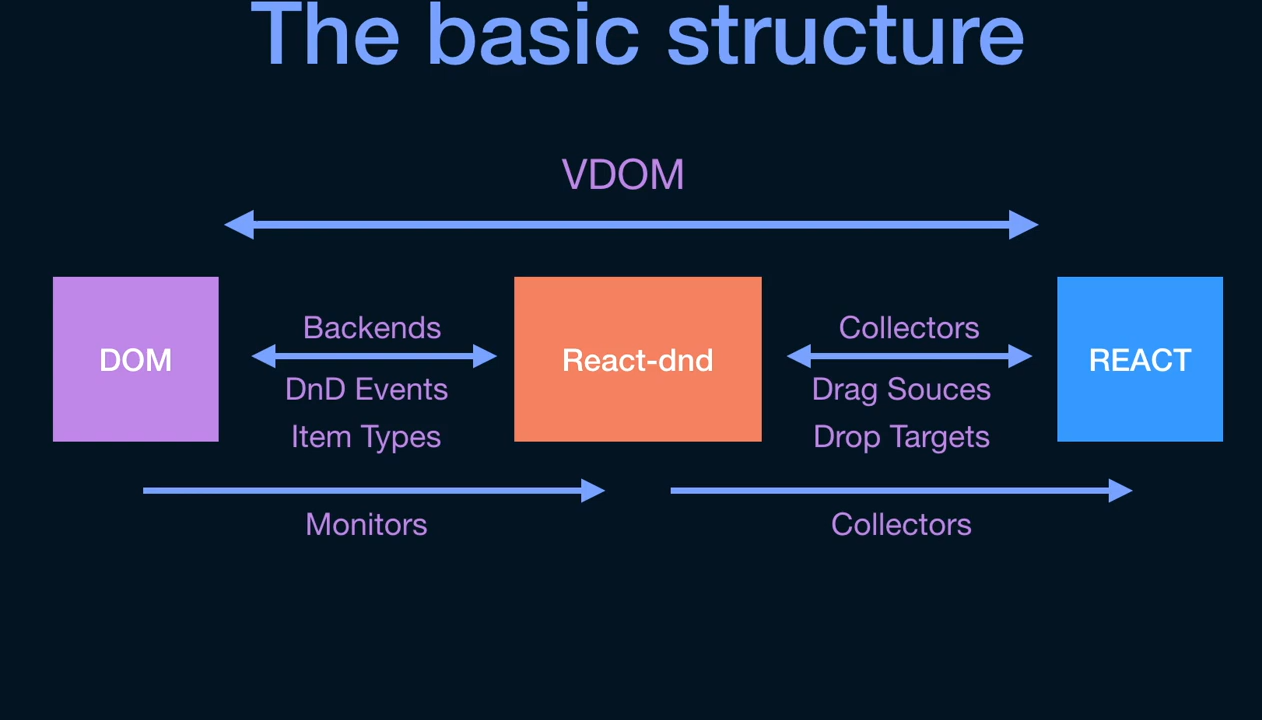 The basic structure
VDOM
DOM
Backends
DnD Events
Item Types
React-dnd
Collectors
Drag Souces
Drop Targets
REACT
Monitors
Collectors